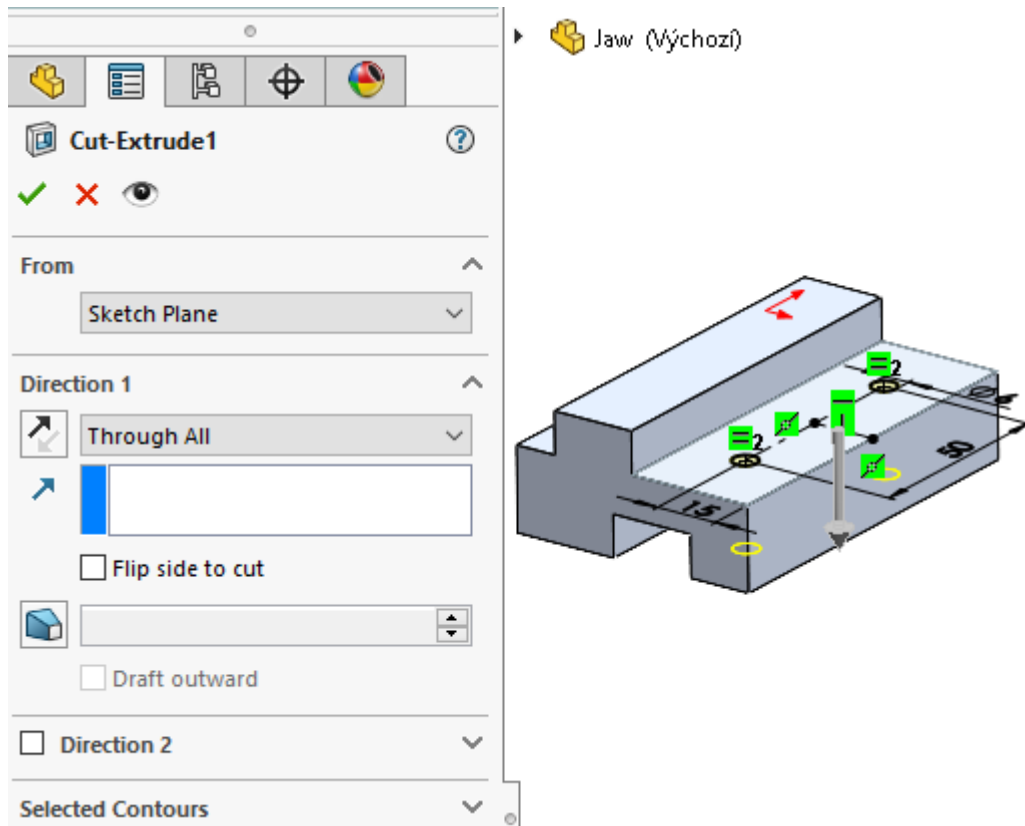 Jaw (Výchozí)
Cut-Extrude1
From
Sketch Plane
Direction 1
Through All
Flip side to cut
Draft outward
Direction 2
Selected Contours
2
2
50
15